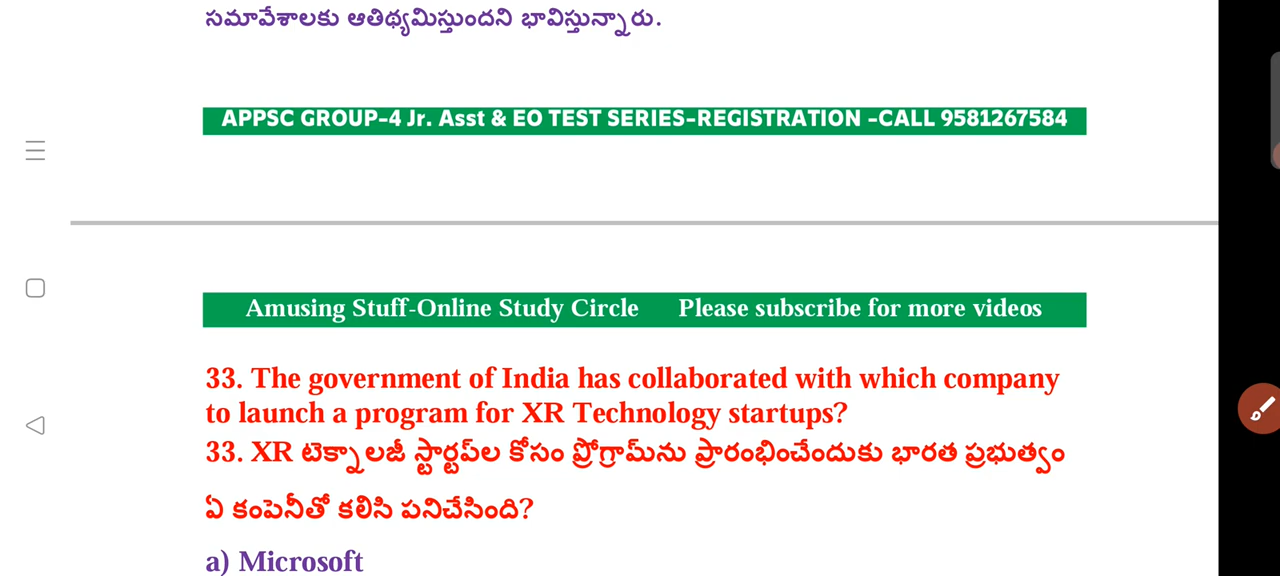 సమావేశాలకు ఆతిథ్యమిస్తుందని భావిస్తున్నారు.
APPSC GROUP-4 Jr. Asst & EO TEST SERIES-REGISTRATION -CALL 9581267584
Amusing Stuff-Online Study Circle Please subscribe for more videos
33. The government of India has collaborated with which company
to launch a program for XR Technology startups?
33. XR టెక్నాలజీ స్టార్టప్‌ల కోసం ప్రోగ్రామ్‌ను ప్రారంభించేందుకు భారత ప్రభుత్వం
ఏ కంపెనీతో కలిసి పనిచేసింది?
a) Microsoft